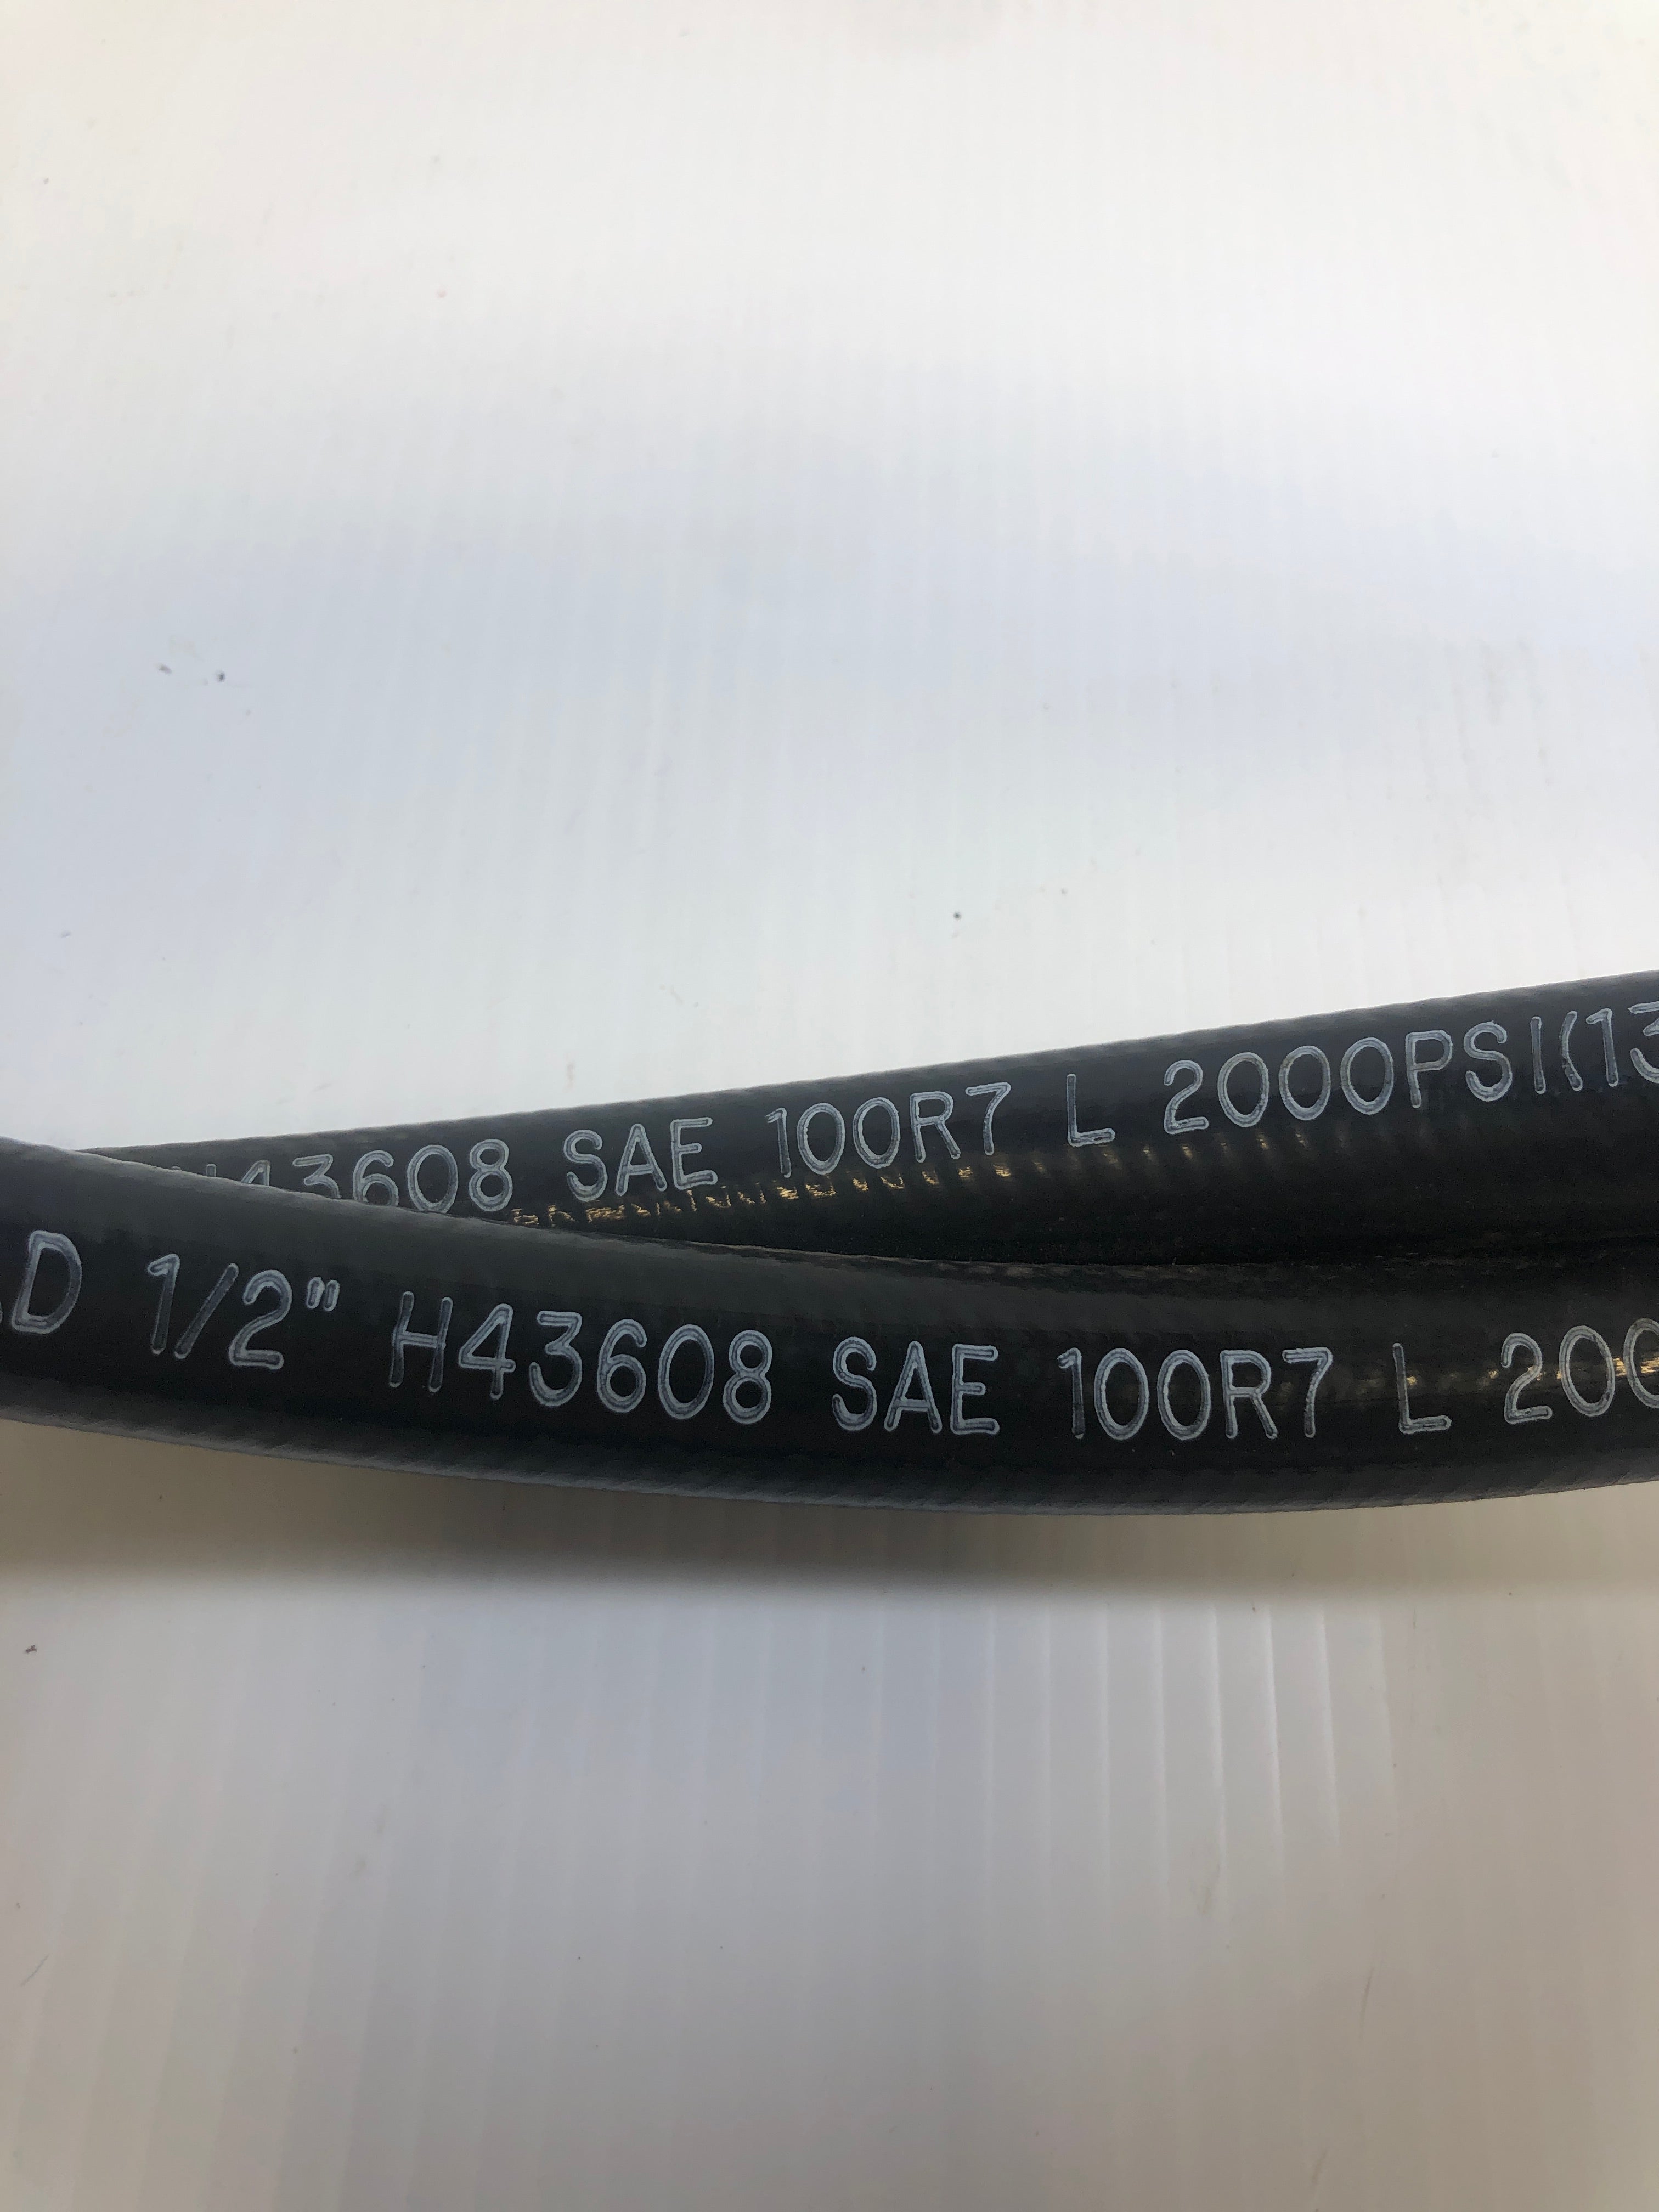 H43608 SAE 100R7 L 2000PSI(13
.D 1/2" H43608 SAE 100R7 L 200